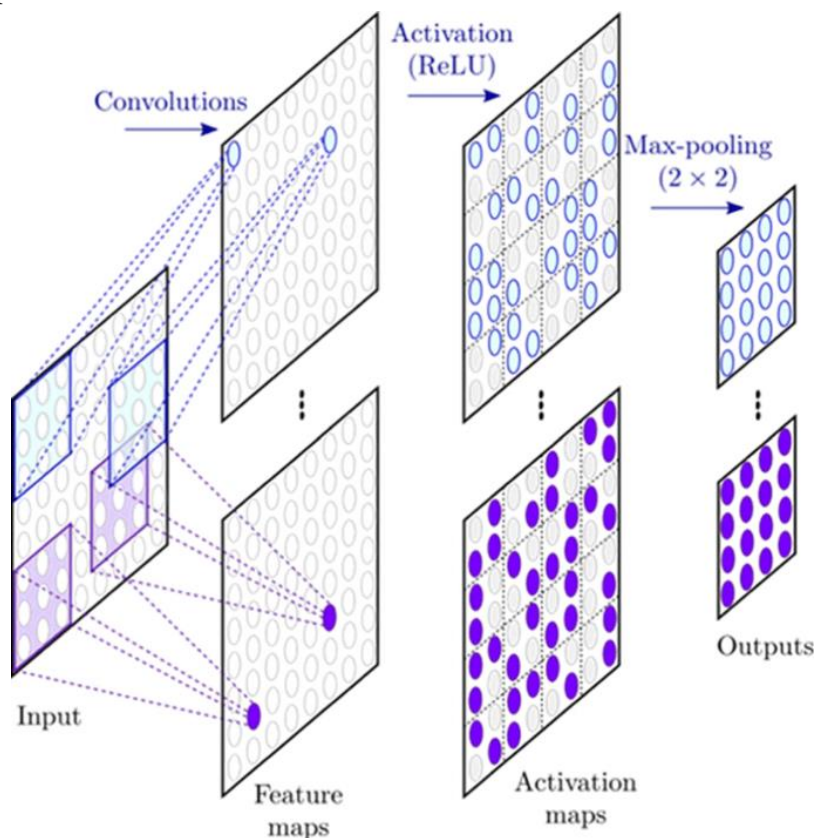 Convolutions
Activation
(ReLU)
Max-pooling
(2 × 2)
Input
Feature
maps
Activation
maps
Outputs